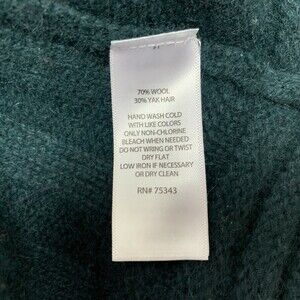 70% WOOL
30% YAK HAIR
HAND WASH COLD
WITH LIKE COLORS
ONLY NON-CHLORINE
BLEACH WHEN NEEDED
DO NOT WRING OR TWIST
DRY FLAT
LOW IRON IF NECESSARY
OR DRY CLEAN
RN# 75343